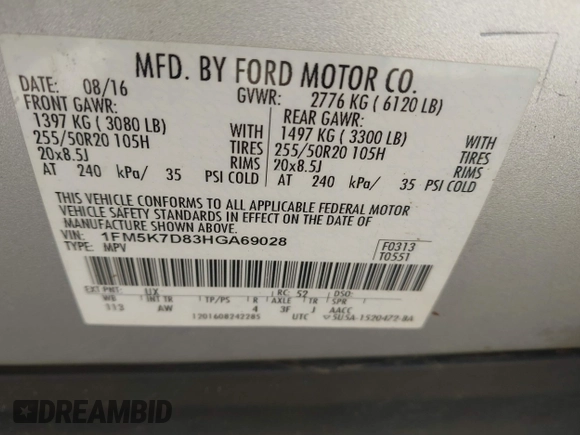 MFD. BY FORD MOTOR CO.
DATE: 08/16 GVWR: 2776 KG ( 6120 LB)
FRONT GAWR: REAR GAWR:
1397 KG ( 3080 LB) WITH 1497 KG ( 3300 LB) WITH
255/50R20 105H TIRES 255/50R20 105H TIRES
20x8.5J RIMS 20x8.5J RIMS
AT 240 kPa/ 35 PSI COLD AT 240 kPa/ 35 PSI COLD
THIS VEHICLE CONFORMS TO ALL APPLICABLE FEDERAL MOTOR
VEHICLE SAFETY STANDARDS IN EFFECT ON THE DATE OF
MANUFACTURE SHOWN ABOVE.
VIN: 1FM5K7D83HGA69028
TYPE: MPV
F0313
T0551
EXT PNT: UX RC: 52 DSO:
WB INT TR TP/PS R AXLE TR
113 AW 4 3F J AACC
1201608242285 UTC
DREAMBID